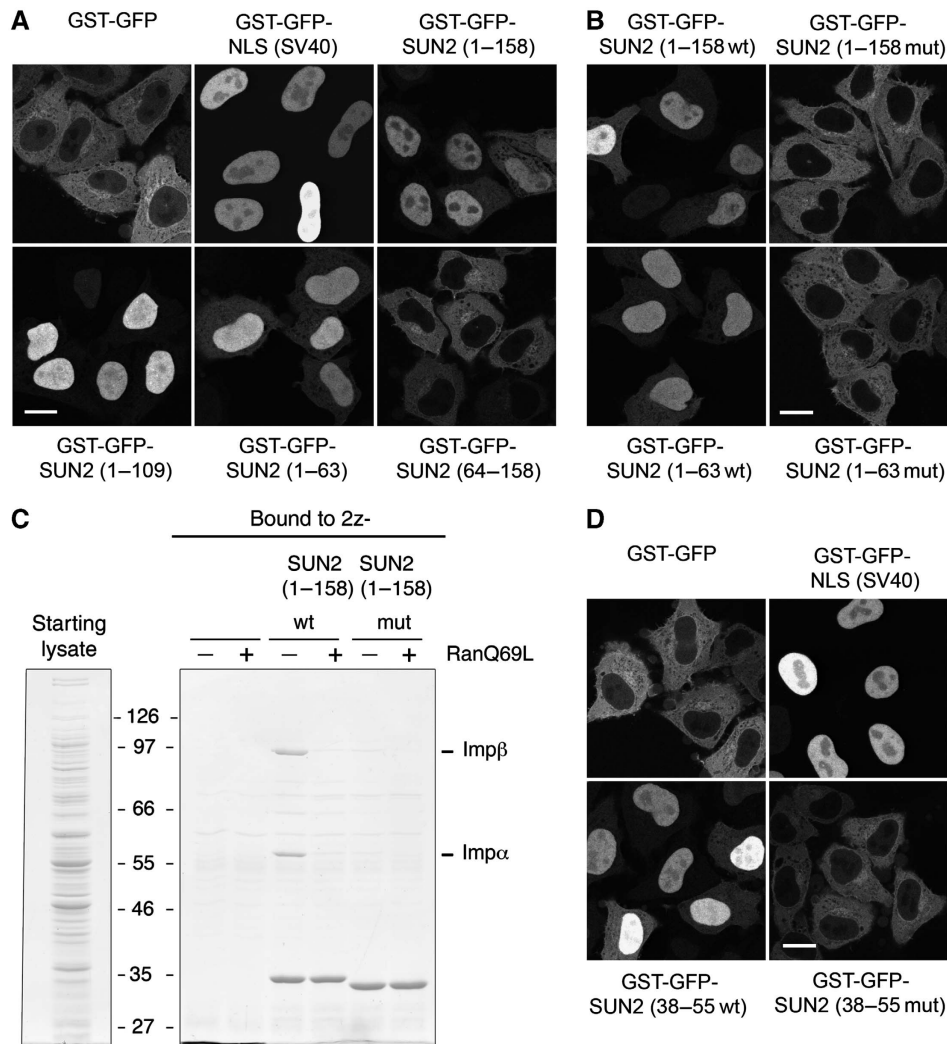 A
GST-GFP
GST-GFP-
NLS (SV40)
GST-GFP-
SUN2 (1–158)
GST-GFP-
SUN2 (1–109)
GST-GFP-
SUN2 (1–63)
GST-GFP-
SUN2 (64–158)
B
GST-GFP-
SUN2 (1–158 wt)
GST-GFP-
SUN2 (1–158 mut)
GST-GFP-
SUN2 (1–63 wt)
GST-GFP-
SUN2 (1–63 mut)
C
Bound to 2z-
SUN2 SUN2
(1–158) (1–158)
Starting
lysate
wt mut
– + – + – + RanQ69L
- 126 -
- 97 -
- 66 -
- 55 -
- 46 -
- 35 -
- 27 -
– Impβ
– Impα
D
GST-GFP
GST-GFP-
NLS (SV40)
GST-GFP-
SUN2 (38–55 wt)
GST-GFP-
SUN2 (38–55 mut)